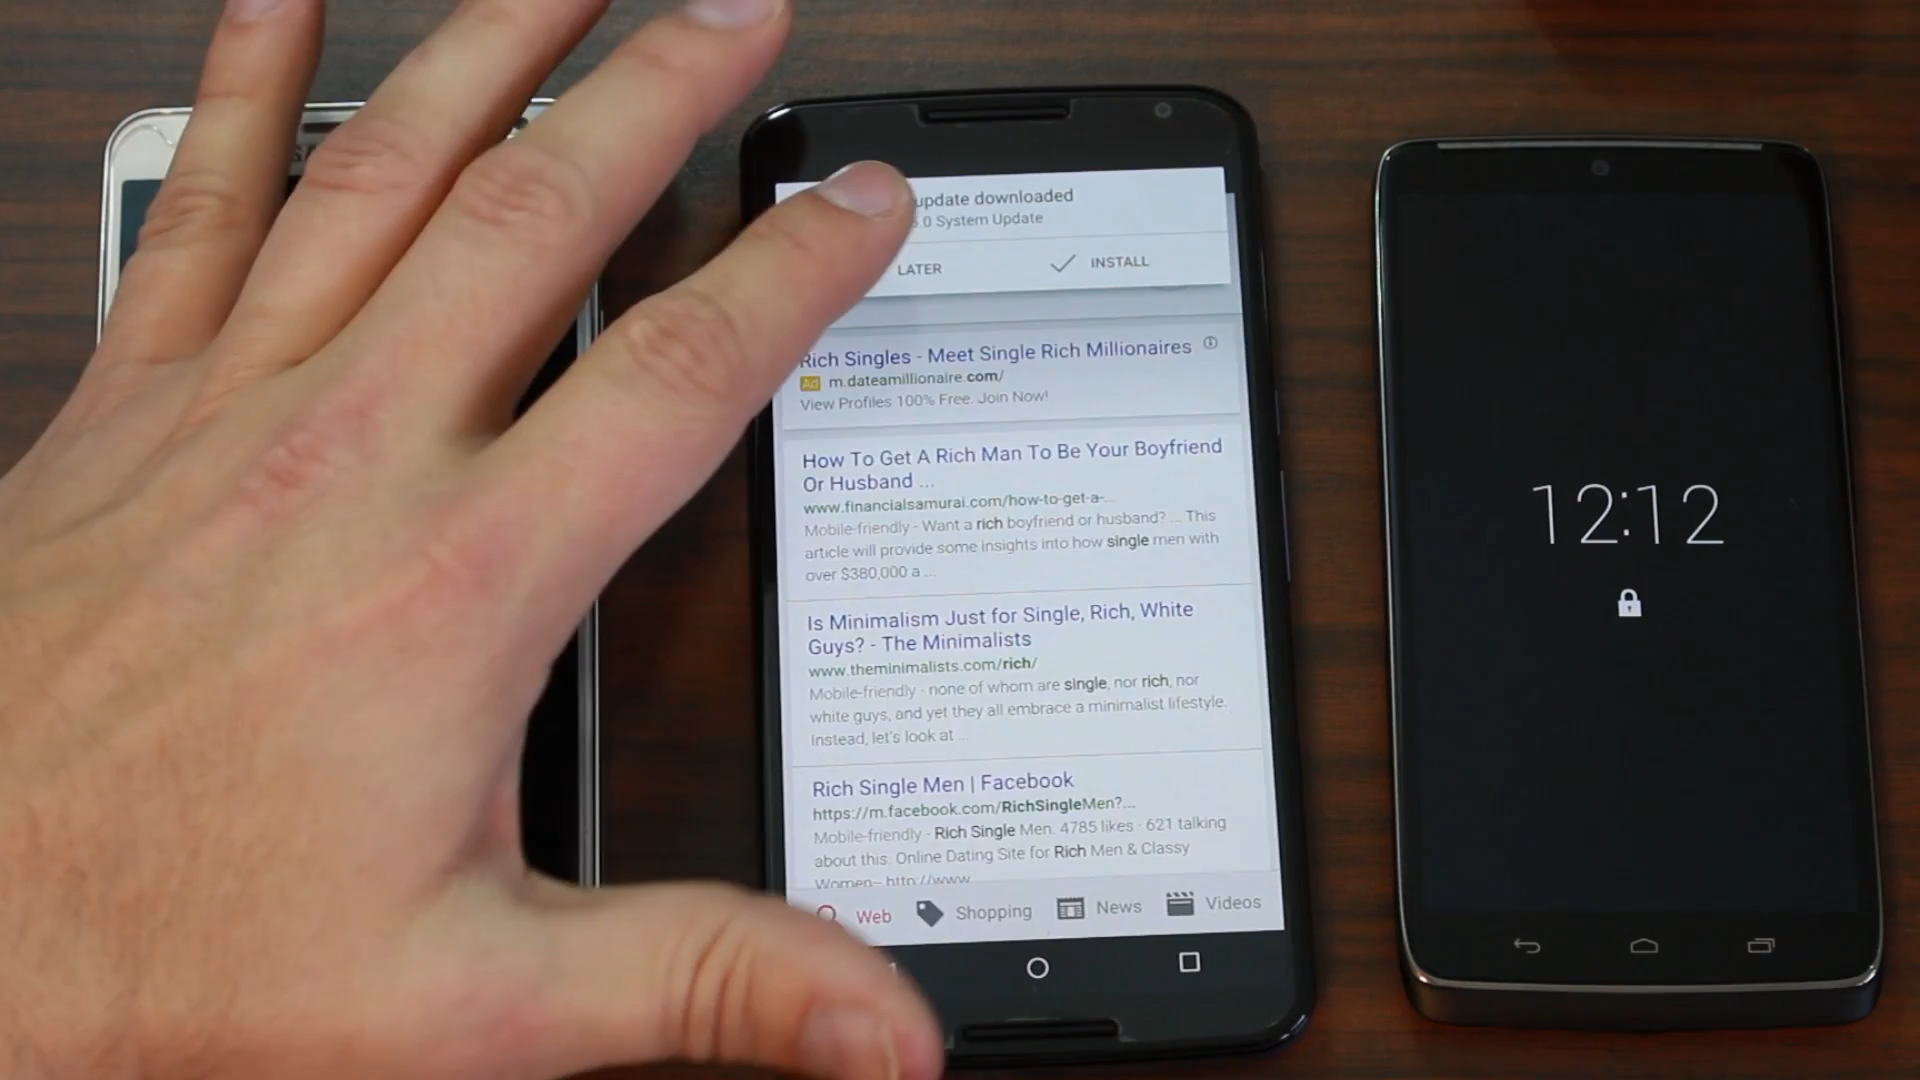 update downloaded
5.0 System Update
LATER
INSTALL
Rich Singles - Meet Single Rich Millionaires
Ad m.dateamillionaire.com/
View Profiles 100% Free. Join Now!
How To Get A Rich Man To Be Your Boyfriend
Or Husband ...
www.financialsamurai.com/how-to-get-a-...
Mobile-friendly - Want a rich boyfriend or husband? ... This
article will provide some insights into how single men with
over $380,000 a ...
Is Minimalism Just for Single, Rich, White
Guys? - The Minimalists
www.theminimalists.com/rich/
Mobile-friendly - none of whom are single, nor rich, nor
white guys, and yet they all embrace a minimalist lifestyle.
Instead, let's look at ...
Rich Single Men | Facebook
https://m.facebook.com/RichSingleMen?...
Mobile-friendly - Rich Single Men. 4785 likes · 621 talking
about this. Online Dating Site for Rich Men & Classy
Women-- http://www
Web
Shopping
News
Videos
12:12